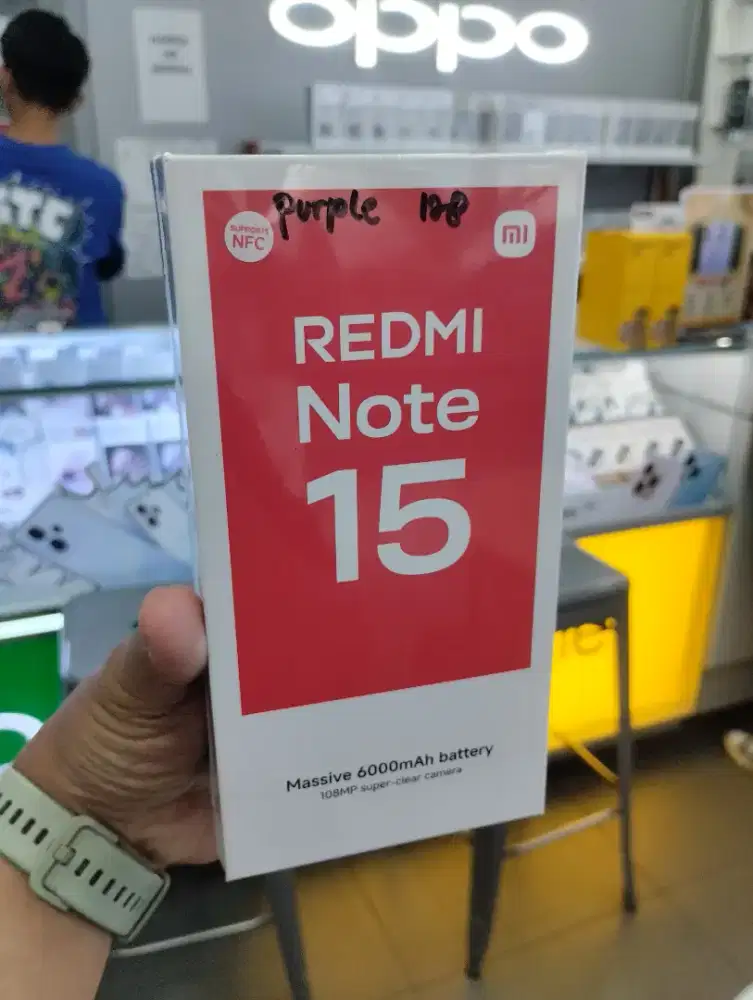 oppo
purple 128
SUPPORTS
NFC
mi
REDMI
Note
15
Massive 6000mAh battery
108MP super-clear camera